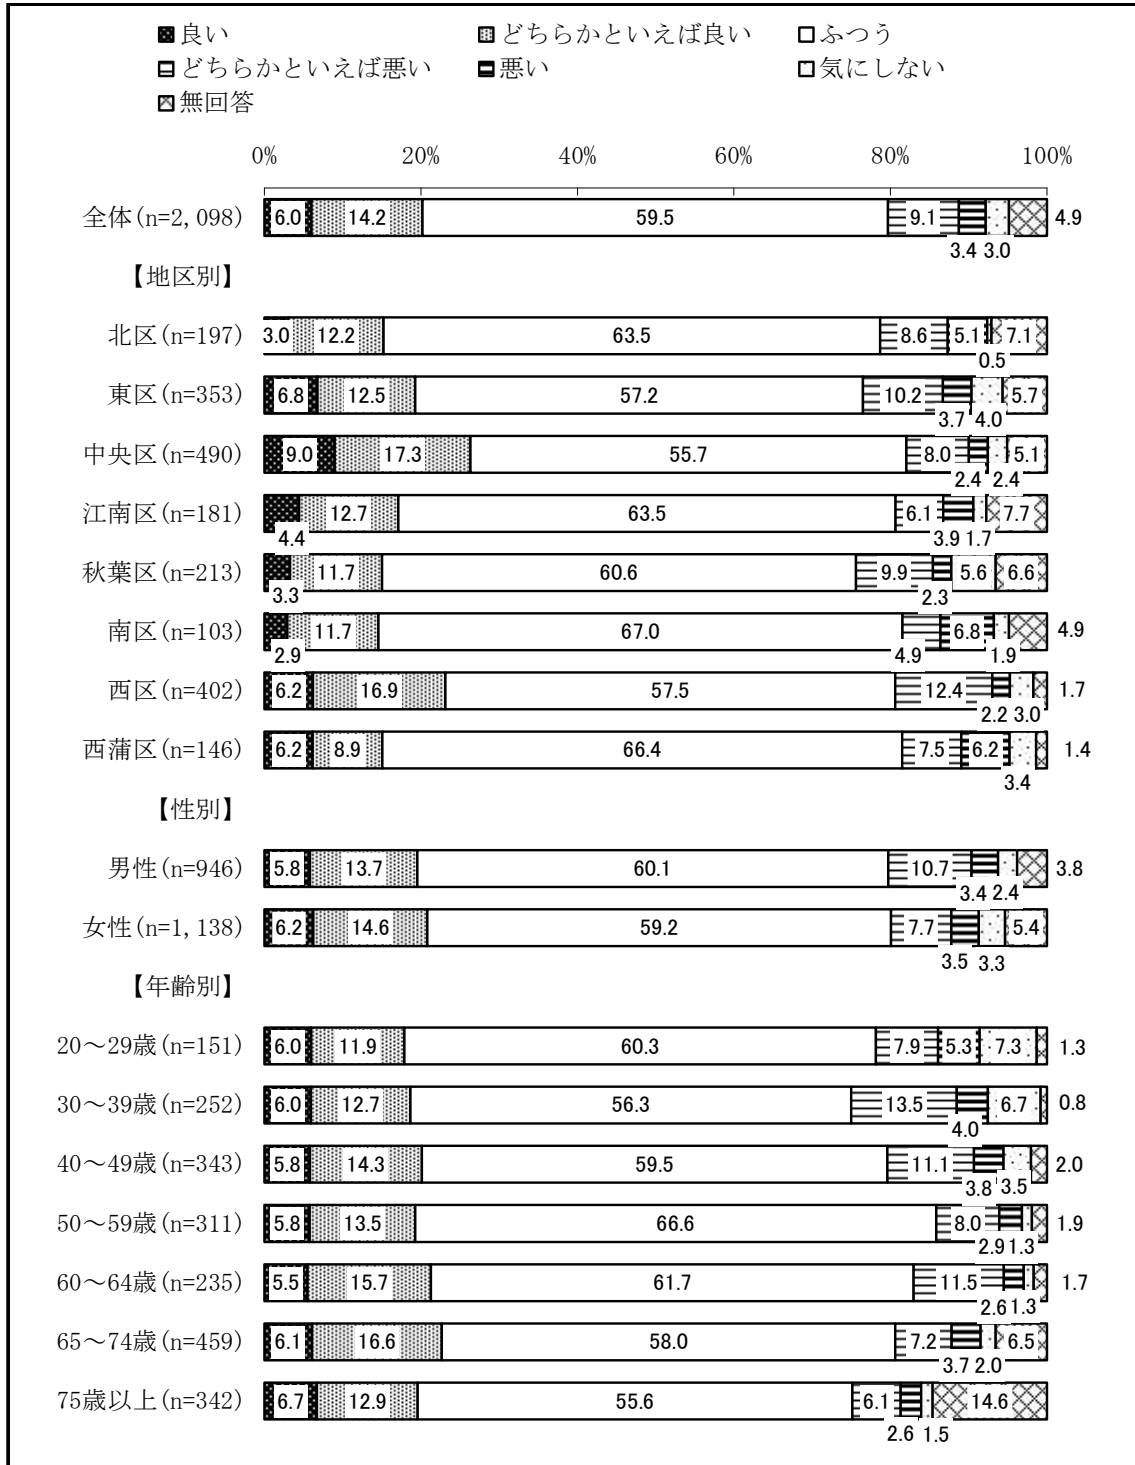 良い どちらかといえば良い ふつう
どちらかといえば悪い 悪い 気にしない
無回答
0% 20% 40% 60% 80% 100%
全体(n=2,098) 6.0 14.2 59.5 9.1 3.4 3.0 4.9
【地区別】
北区(n=197) 3.0 12.2 63.5 8.6 5.1 0.5 7.1
東区(n=353) 6.8 12.5 57.2 10.2 3.7 4.0 5.7
中央区(n=490) 9.0 17.3 55.7 8.0 2.4 2.4 5.1
江南区(n=181) 4.4 12.7 63.5 6.1 3.9 1.7 7.7
秋葉区(n=213) 3.3 11.7 60.6 9.9 2.3 5.6 6.6
南区(n=103) 2.9 11.7 67.0 4.9 6.8 1.9 4.9
西区(n=402) 6.2 16.9 57.5 12.4 2.2 3.0 1.7
西蒲区(n=146) 6.2 8.9 66.4 7.5 6.2 3.4 1.4
【性別】
男性(n=946) 5.8 13.7 60.1 10.7 3.4 2.4 3.8
女性(n=1,138) 6.2 14.6 59.2 7.7 3.5 3.3 5.4
【年齢別】
20～29歳(n=151) 6.0 11.9 60.3 7.9 5.3 7.3 1.3
30～39歳(n=252) 6.0 12.7 56.3 13.5 4.0 6.7 0.8
40～49歳(n=343) 5.8 14.3 59.5 11.1 3.8 3.5 2.0
50～59歳(n=311) 5.8 13.5 66.6 8.0 2.9 1.3 1.9
60～64歳(n=235) 5.5 15.7 61.7 11.5 2.6 1.3 1.7
65～74歳(n=459) 6.1 16.6 58.0 7.2 3.7 2.0 6.5
75歳以上(n=342) 6.7 12.9 55.6 6.1 2.6 1.5 14.6